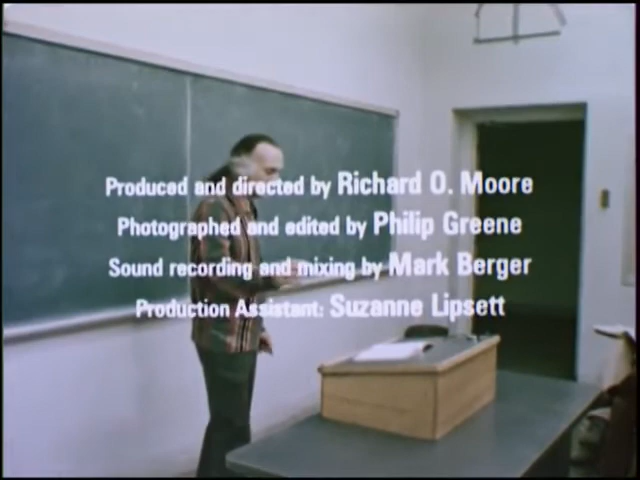 Produced and directed by Richard O. Moore
Photographed and edited by Philip Greene
Sound recording and mixing by Mark Berger
Production Assistant: Suzanne Lipsett